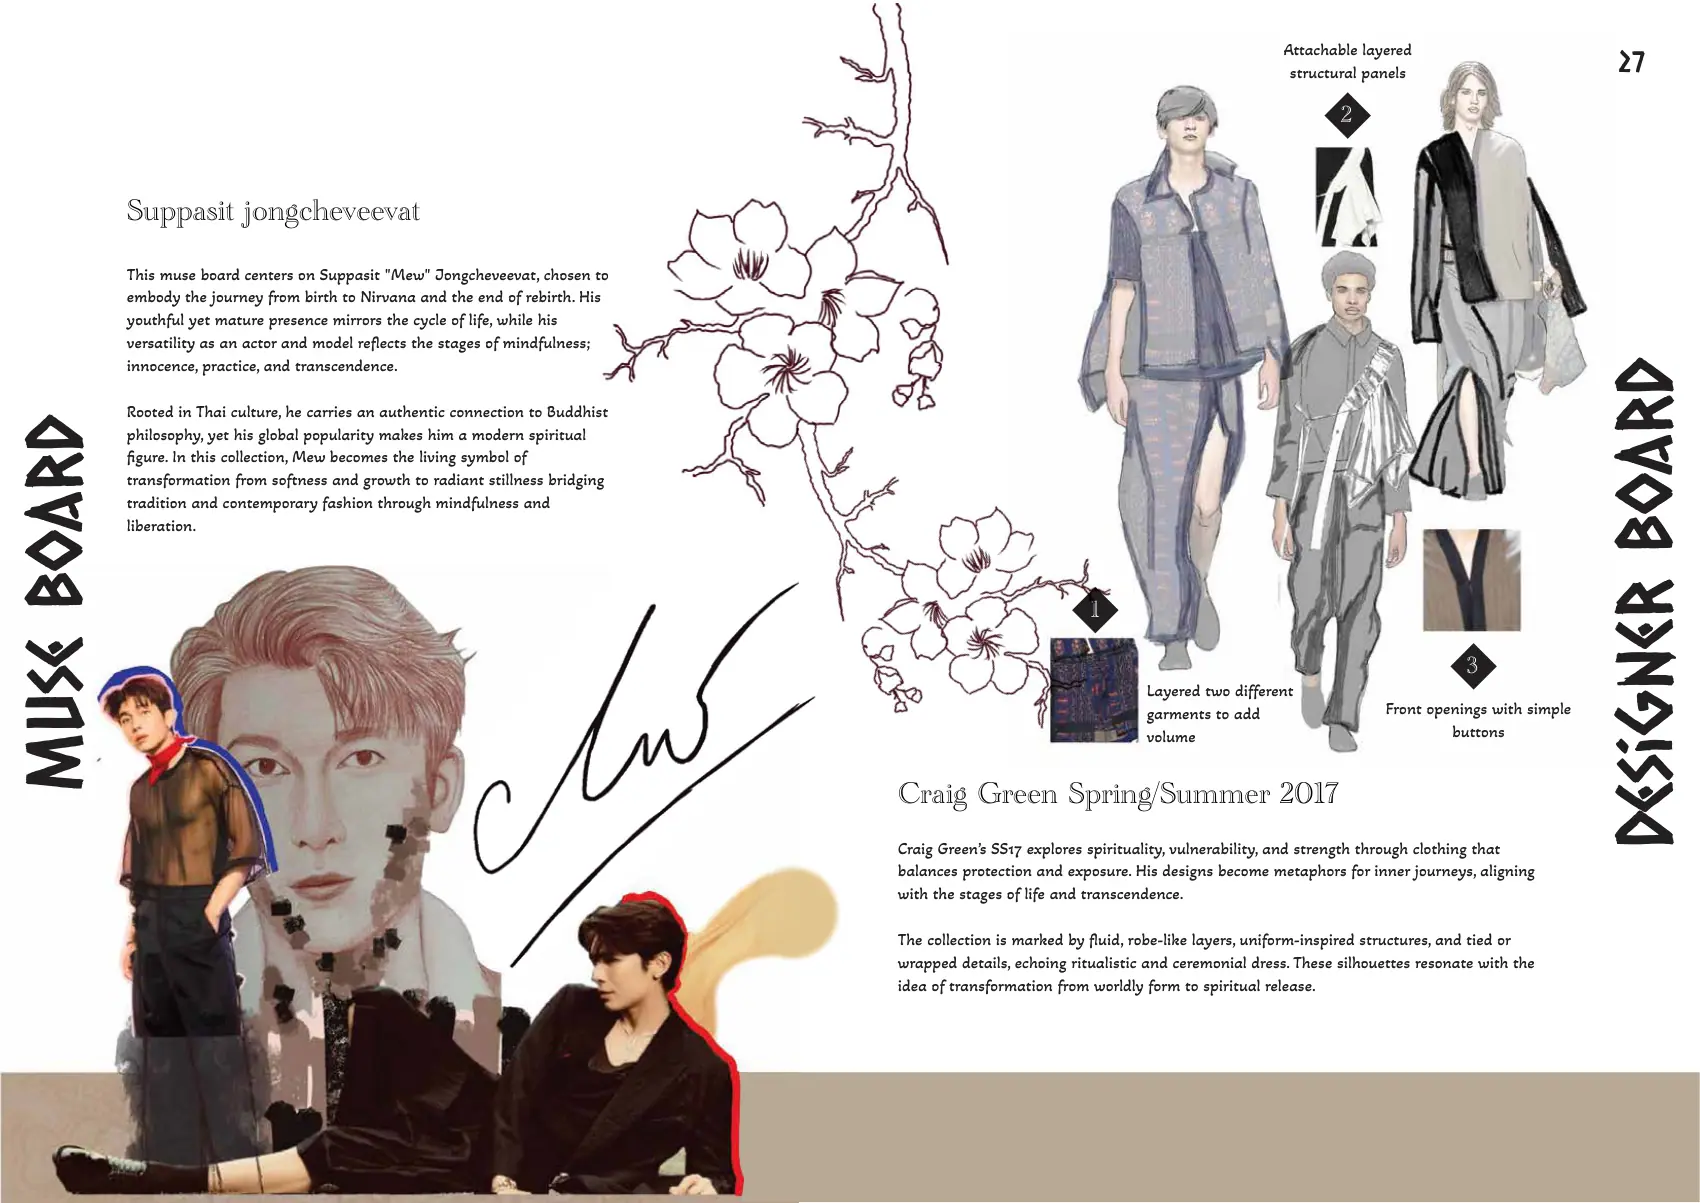 MUSE BOARD
Suppasit jongcheveevat
This muse board centers on Suppasit "Mew" Jongcheveevat, chosen to
embody the journey from birth to Nirvana and the end of rebirth. His
youthful yet mature presence mirrors the cycle of life, while his
versatility as an actor and model reflects the stages of mindfulness;
innocence, practice, and transcendence.
Rooted in Thai culture, he carries an authentic connection to Buddhist
philosophy, yet his global popularity makes him a modern spiritual
figure. In this collection, Mew becomes the living symbol of
transformation from softness and growth to radiant stillness bridging
tradition and contemporary fashion through mindfulness and
liberation.
27
DESIGNER BOARD
Attachable layered
structural panels
2
1
Layered two different
garments to add
volume
3
Front openings with simple
buttons
Craig Green Spring/Summer 2017
Craig Green's SS17 explores spirituality, vulnerability, and strength through clothing that
balances protection and exposure. His designs become metaphors for inner journeys, aligning
with the stages of life and transcendence.
The collection is marked by fluid, robe-like layers, uniform-inspired structures, and tied or
wrapped details, echoing ritualistic and ceremonial dress. These silhouettes resonate with the
idea of transformation from worldly form to spiritual release.